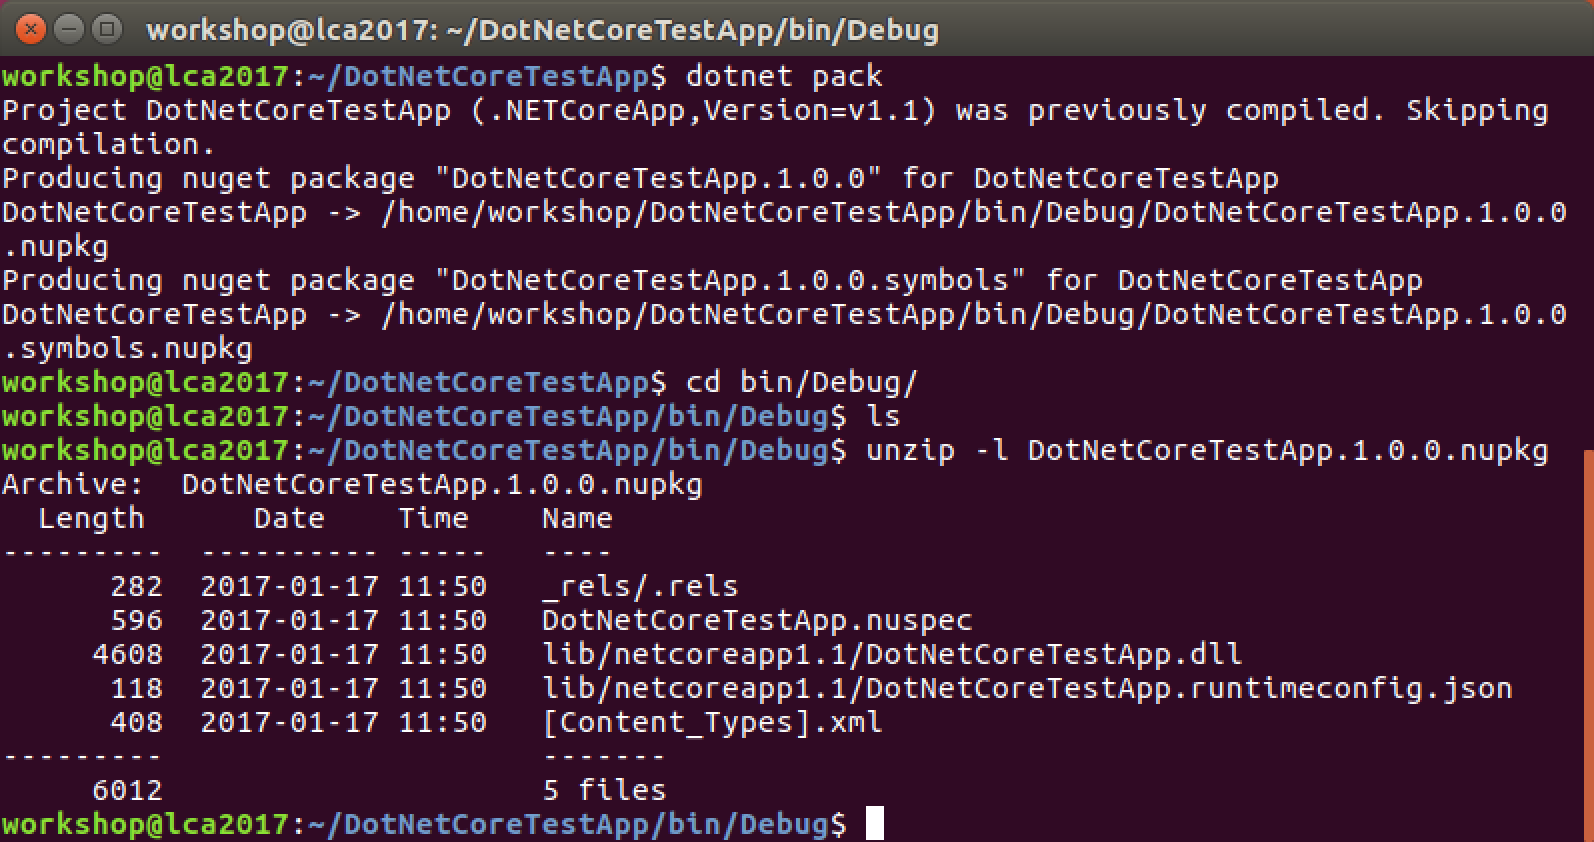 workshop@lca2017: ~/DotNetCoreTestApp/bin/Debug
workshop@lca2017:~/DotNetCoreTestApp$ dotnet pack
Project DotNetCoreTestApp (.NETCoreApp,Version=v1.1) was previously compiled. Skipping
compilation.
Producing nuget package "DotNetCoreTestApp.1.0.0" for DotNetCoreTestApp
DotNetCoreTestApp -> /home/workshop/DotNetCoreTestApp/bin/Debug/DotNetCoreTestApp.1.0.0
.nupkg
Producing nuget package "DotNetCoreTestApp.1.0.0.symbols" for DotNetCoreTestApp
DotNetCoreTestApp -> /home/workshop/DotNetCoreTestApp/bin/Debug/DotNetCoreTestApp.1.0.0
.symbols.nupkg
workshop@lca2017:~/DotNetCoreTestApp$ cd bin/Debug/
workshop@lca2017:~/DotNetCoreTestApp/bin/Debug$ ls
workshop@lca2017:~/DotNetCoreTestApp/bin/Debug$ unzip -l DotNetCoreTestApp.1.0.0.nupkg
Archive:  DotNetCoreTestApp.1.0.0.nupkg
  Length      Date    Time    Name
---------  ---------- -----   ----
      282  2017-01-17 11:50   _rels/.rels
      596  2017-01-17 11:50   DotNetCoreTestApp.nuspec
     4608  2017-01-17 11:50   lib/netcoreapp1.1/DotNetCoreTestApp.dll
      118  2017-01-17 11:50   lib/netcoreapp1.1/DotNetCoreTestApp.runtimeconfig.json
      408  2017-01-17 11:50   [Content_Types].xml
---------                     -------
     6012                     5 files
workshop@lca2017:~/DotNetCoreTestApp/bin/Debug$